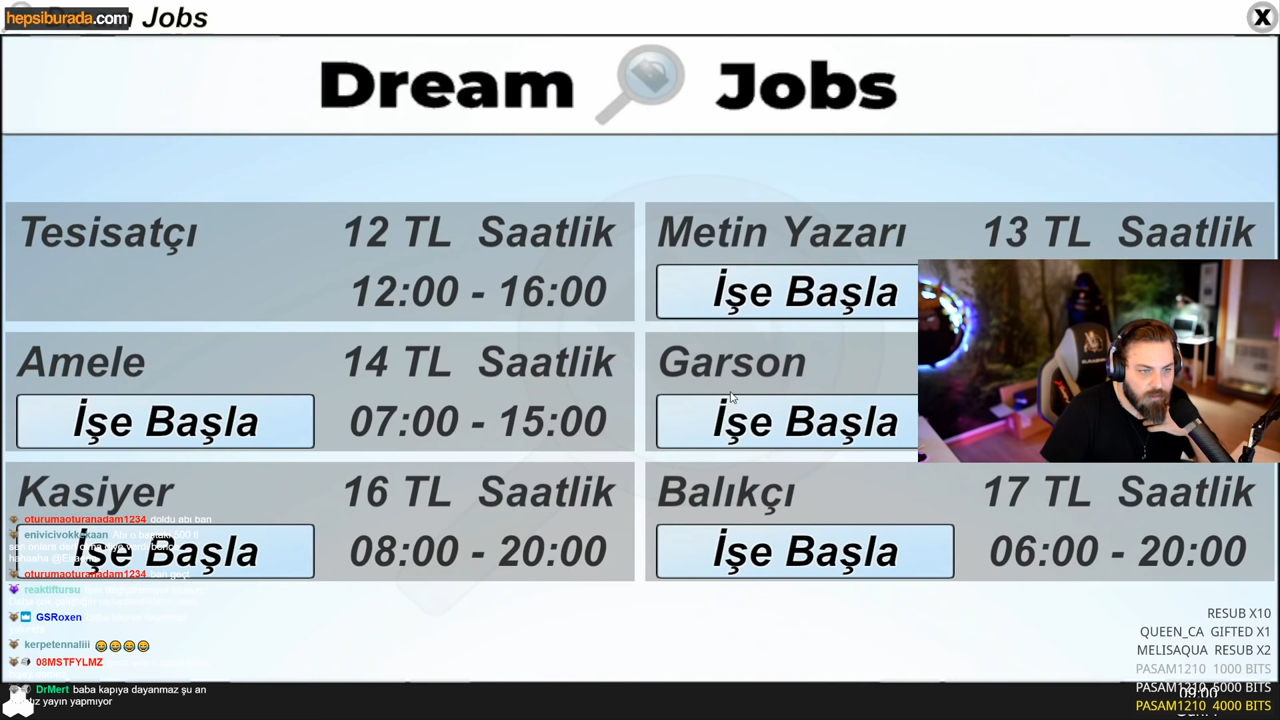 hepsiburada.com
Jobs
X
Dream Jobs
Tesisatçı 12 TL Saatlik
12:00 - 16:00
Metin Yazarı 13 TL Saatlik
İşe Başla
Amele 14 TL Saatlik
İşe Başla 07:00 - 15:00
Garson
İşe Başla
Kasiyer 16 TL Saatlik
İşe Başla 08:00 - 20:00
Balıkçı 17 TL Saatlik
İşe Başla 06:00 - 20:00
oturumaoturanadam1234 doldu abı ban
oturumaoturanadam1234
reaktiftursu
GSRoxen
kerpetennaliii
08MSTFYLMZ
DrMert baba kapıya dayanmaz şu an
yayın yapmıyor
RESUB X10
QUEEN_CA GIFTED X1
MELISAQUA RESUB X2
PASAM1210 1000 BITS
PASAM1210 5000 BITS
09:00
PASAM1210 4000 BITS